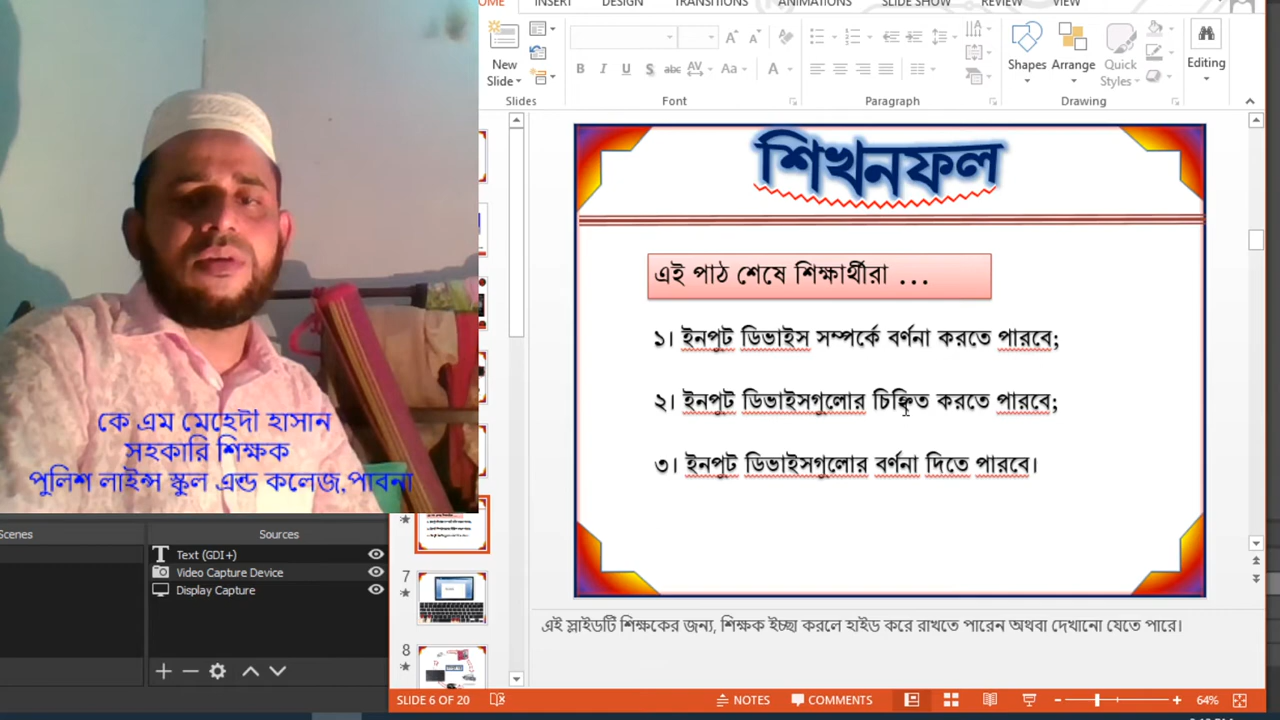 HOME INSERT DESIGN TRANSITIONS ANIMATIONS SLIDE SHOW REVIEW VIEW
New
Slide
Slides
B I U S abc AV Aa A
Font
Paragraph
Shapes Arrange Quick
Styles
Drawing
Editing
শিখনফল
এই পাঠ শেষে শিক্ষার্থীরা ...
১। ইনপুট ডিভাইস সম্পর্কে বর্ণনা করতে পারবে;
২। ইনপুট ডিভাইসগুলোর চিহ্নিত করতে পারবে;
৩। ইনপুট ডিভাইসগুলোর বর্ণনা দিতে পারবে।
কে এম মেহেদী হাসান
সহকারি শিক্ষক
পুলিশ লাইন্স স্কুল এন্ড কলেজ,পাবনা
Scenes
Sources
Text (GDI+)
Video Capture Device
Display Capture
7
8
এই স্লাইডটি শিক্ষকের জন্য, শিক্ষক ইচ্ছা করলে হাইড করে রাখতে পারেন অথবা দেখানো যেতে পারে।
SLIDE 6 OF 20
NOTES
COMMENTS
64%